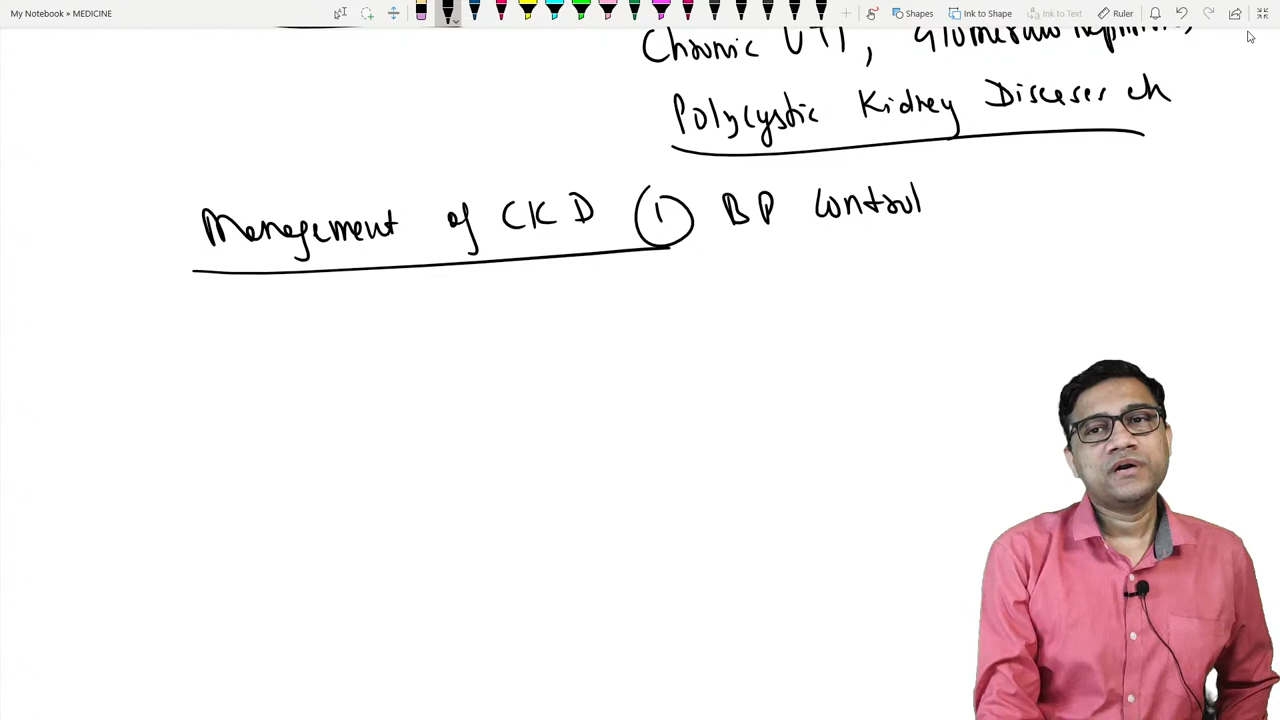 My Notebook » MEDICINE
Shapes
Ink to Shape
Ink to Text
Ruler
Chronic UTI,
Polycystic Kidney Diseases
Management of CKD ① BP Control